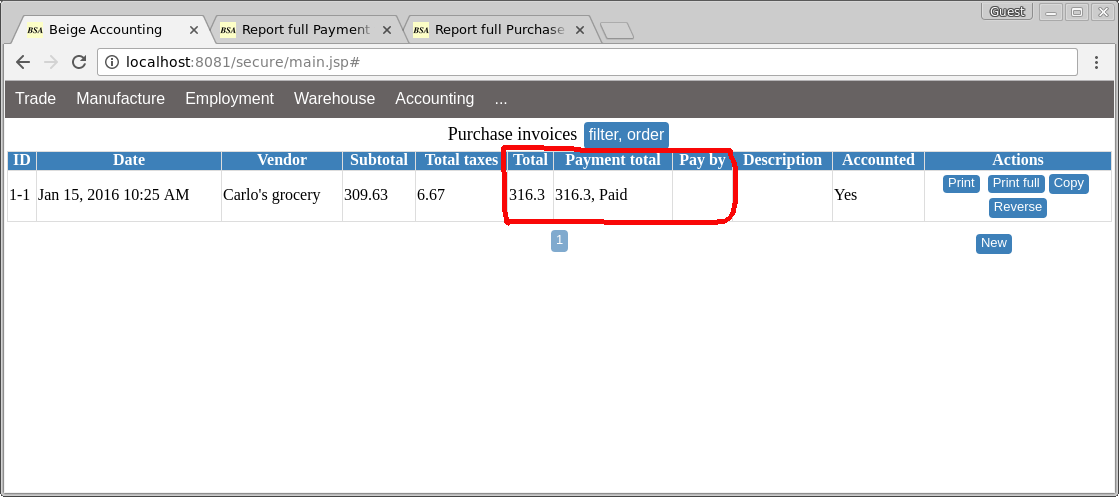 Guest
BSA Beige Accounting BSA Report full Payment BSA Report full Purchase
localhost:8081/secure/main.jsp#
Trade Manufacture Employment Warehouse Accounting ...
Purchase invoices filter, order
ID Date Vendor Subtotal Total taxes Total Payment total Pay by Description Accounted Actions
1-1 Jan 15, 2016 10:25 AM Carlo's grocery 309.63 6.67 316.3 316.3, Paid Yes Print Print full Copy
Reverse
1 New